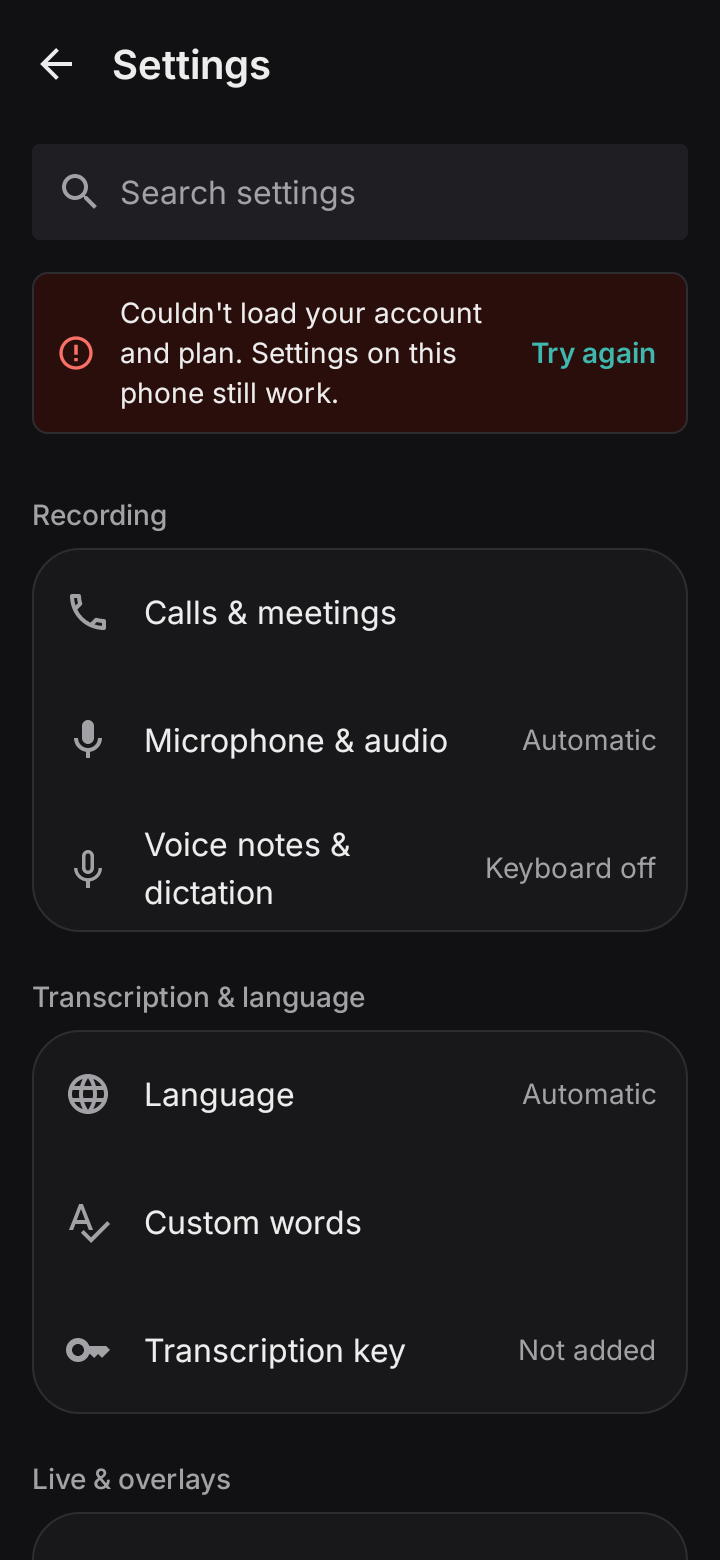 Settings
Search settings
Couldn't load your account
and plan. Settings on this
phone still work.
Try again
Recording
Calls & meetings
Microphone & audio
Automatic
Voice notes &
dictation
Keyboard off
Transcription & language
Language
Automatic
Custom words
Transcription key
Not added
Live & overlays